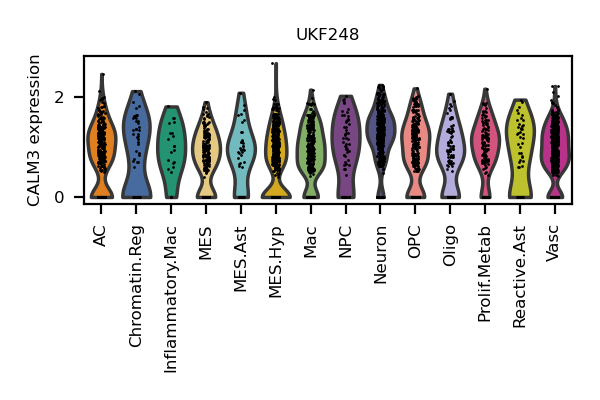 UKF248
CALM3 expression
2
0
AC
Chromatin.Reg
Inflammatory.Mac
MES
MES.Ast
MES.Hyp
Mac
NPC
Neuron
OPC
Oligo
Prolif.Metab
Reactive.Ast
Vasc